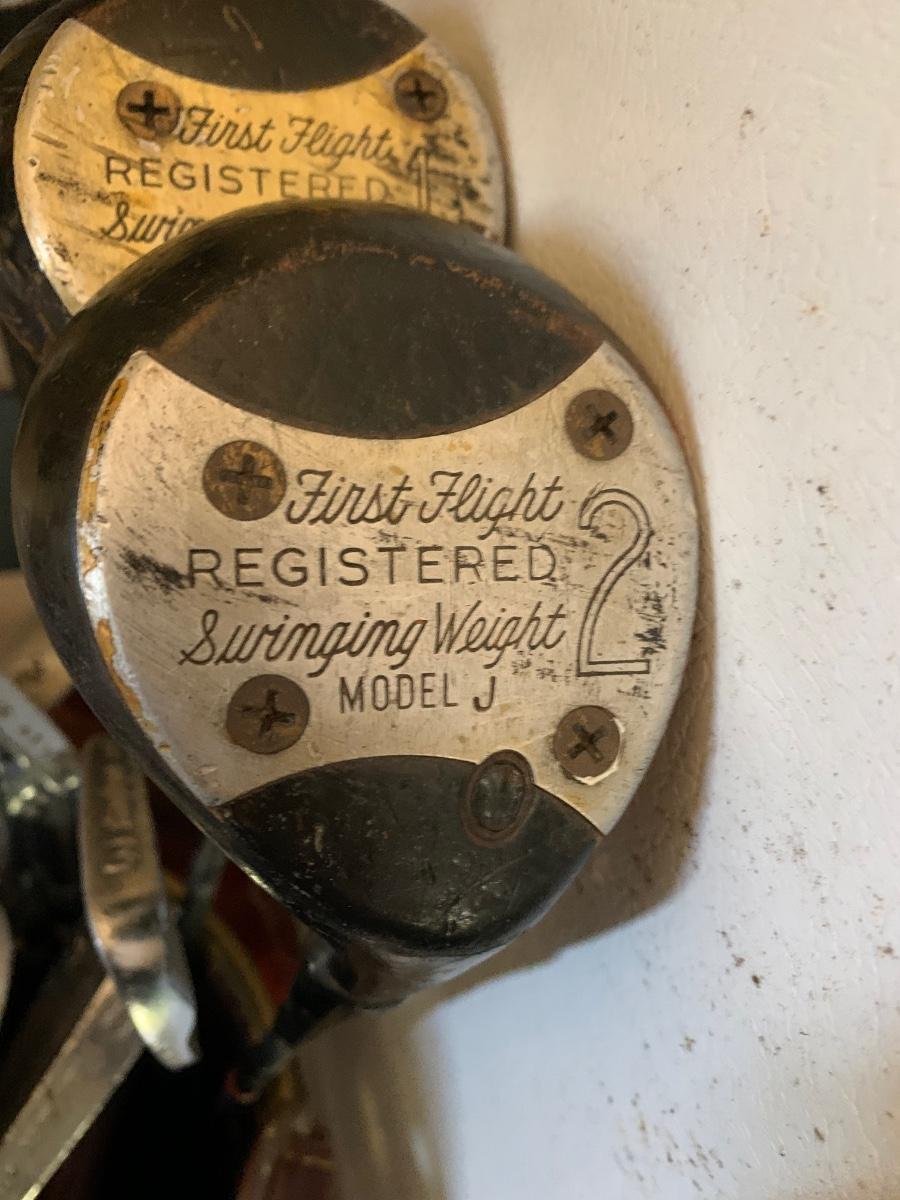 First Flight
REGISTERED
1
First Flight
REGISTERED
Swinging Weight
MODEL J
2